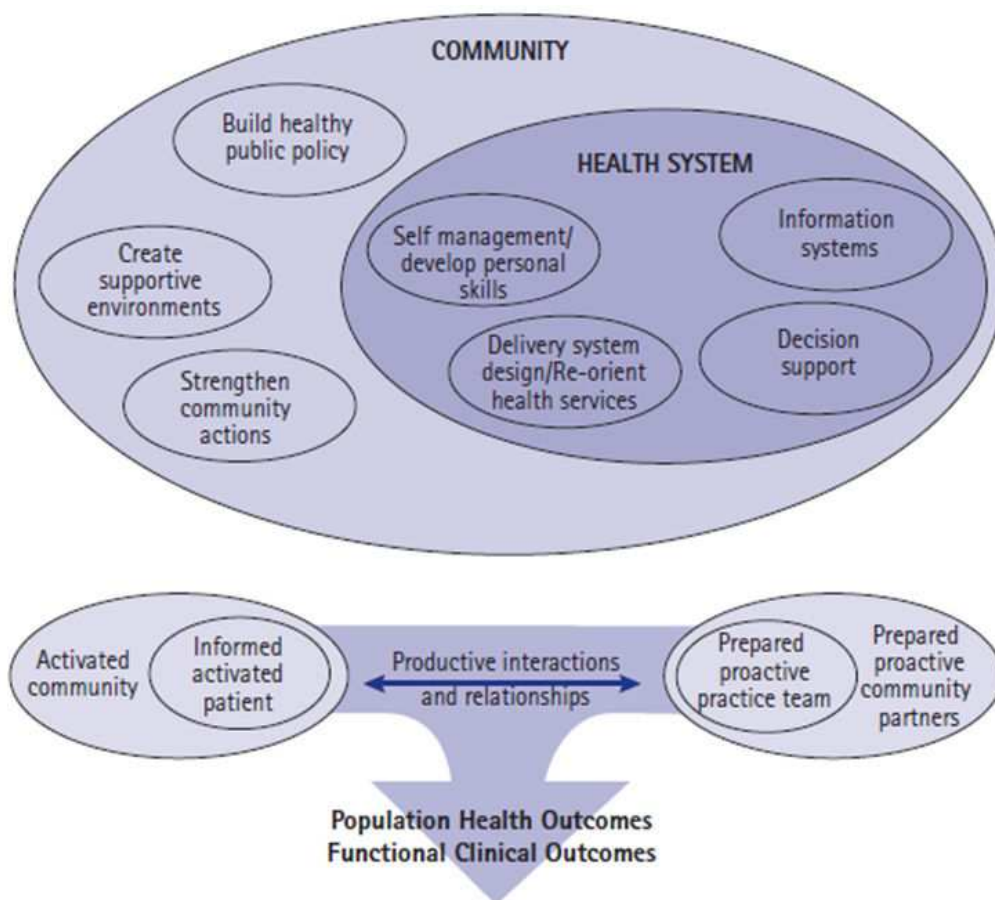 COMMUNITY
Build healthy
public policy
HEALTH SYSTEM
Self management/
develop personal
skills
Information
systems
Create
supportive
environments
Delivery system
design/Re-orient
health services
Decision
support
Strengthen
community
actions
Activated
community
Informed
activated
patient
Productive interactions
and relationships
Prepared
proactive
practice team
Prepared
proactive
community
partners
Population Health Outcomes
Functional Clinical Outcomes